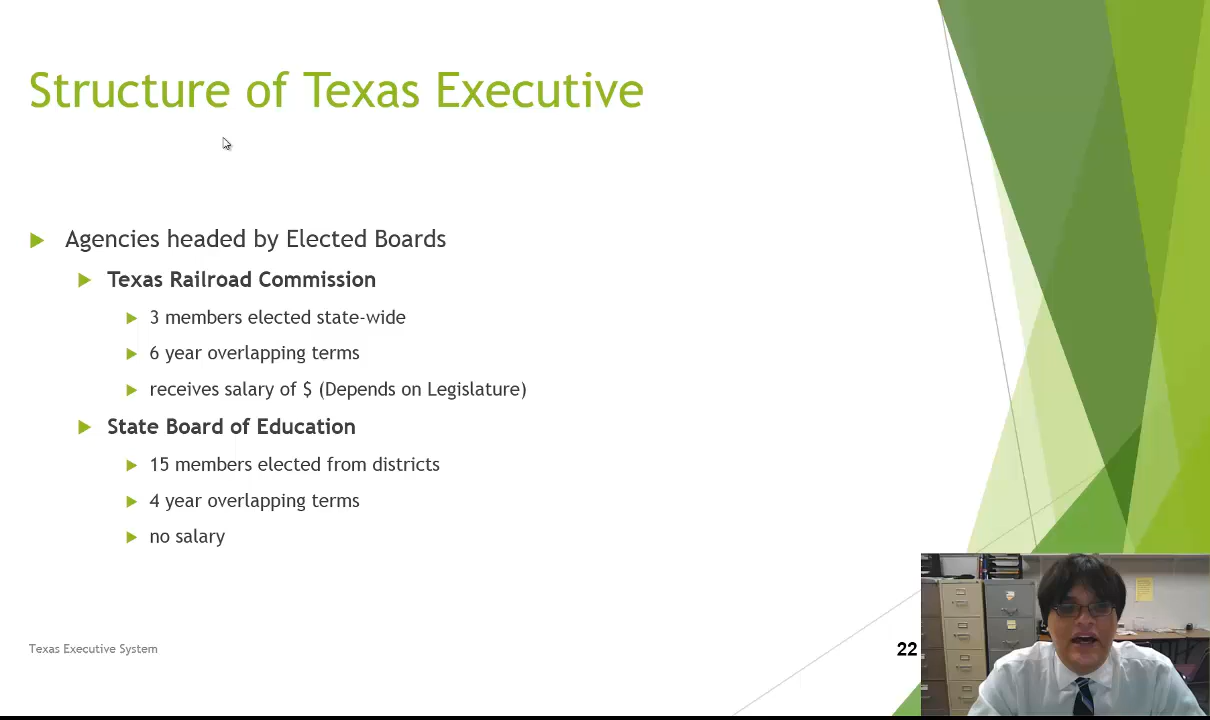 Structure of Texas Executive
Agencies headed by Elected Boards
Texas Railroad Commission
3 members elected state-wide
6 year overlapping terms
receives salary of $ (Depends on Legislature)
State Board of Education
15 members elected from districts
4 year overlapping terms
no salary
Texas Executive System
22